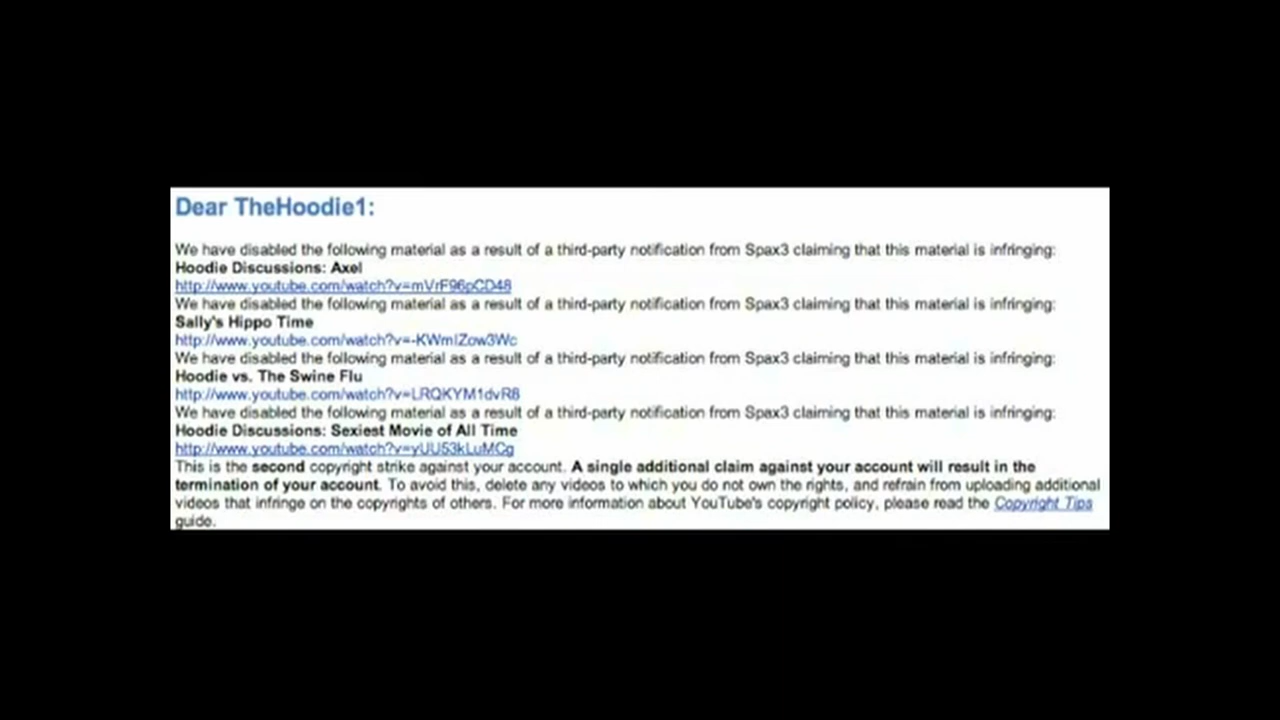 Dear TheHoodie1:
We have disabled the following material as a result of a third-party notification from Spax3 claiming that this material is infringing:
Hoodie Discussions: Axel
http://www.youtube.com/watch?v=mVrF96pCD48
We have disabled the following material as a result of a third-party notification from Spax3 claiming that this material is infringing:
Sally's Hippo Time
http://www.youtube.com/watch?v=-KWmIZow3Wc
We have disabled the following material as a result of a third-party notification from Spax3 claiming that this material is infringing:
Hoodie vs. The Swine Flu
http://www.youtube.com/watch?v=LRQKYM1dvR8
We have disabled the following material as a result of a third-party notification from Spax3 claiming that this material is infringing:
Hoodie Discussions: Sexiest Movie of All Time
http://www.youtube.com/watch?v=yUU53kLuMCg
This is the second copyright strike against your account. A single additional claim against your account will result in the
termination of your account. To avoid this, delete any videos to which you do not own the rights, and refrain from uploading additional
videos that infringe on the copyrights of others. For more information about YouTube's copyright policy, please read the Copyright Tips
guide.